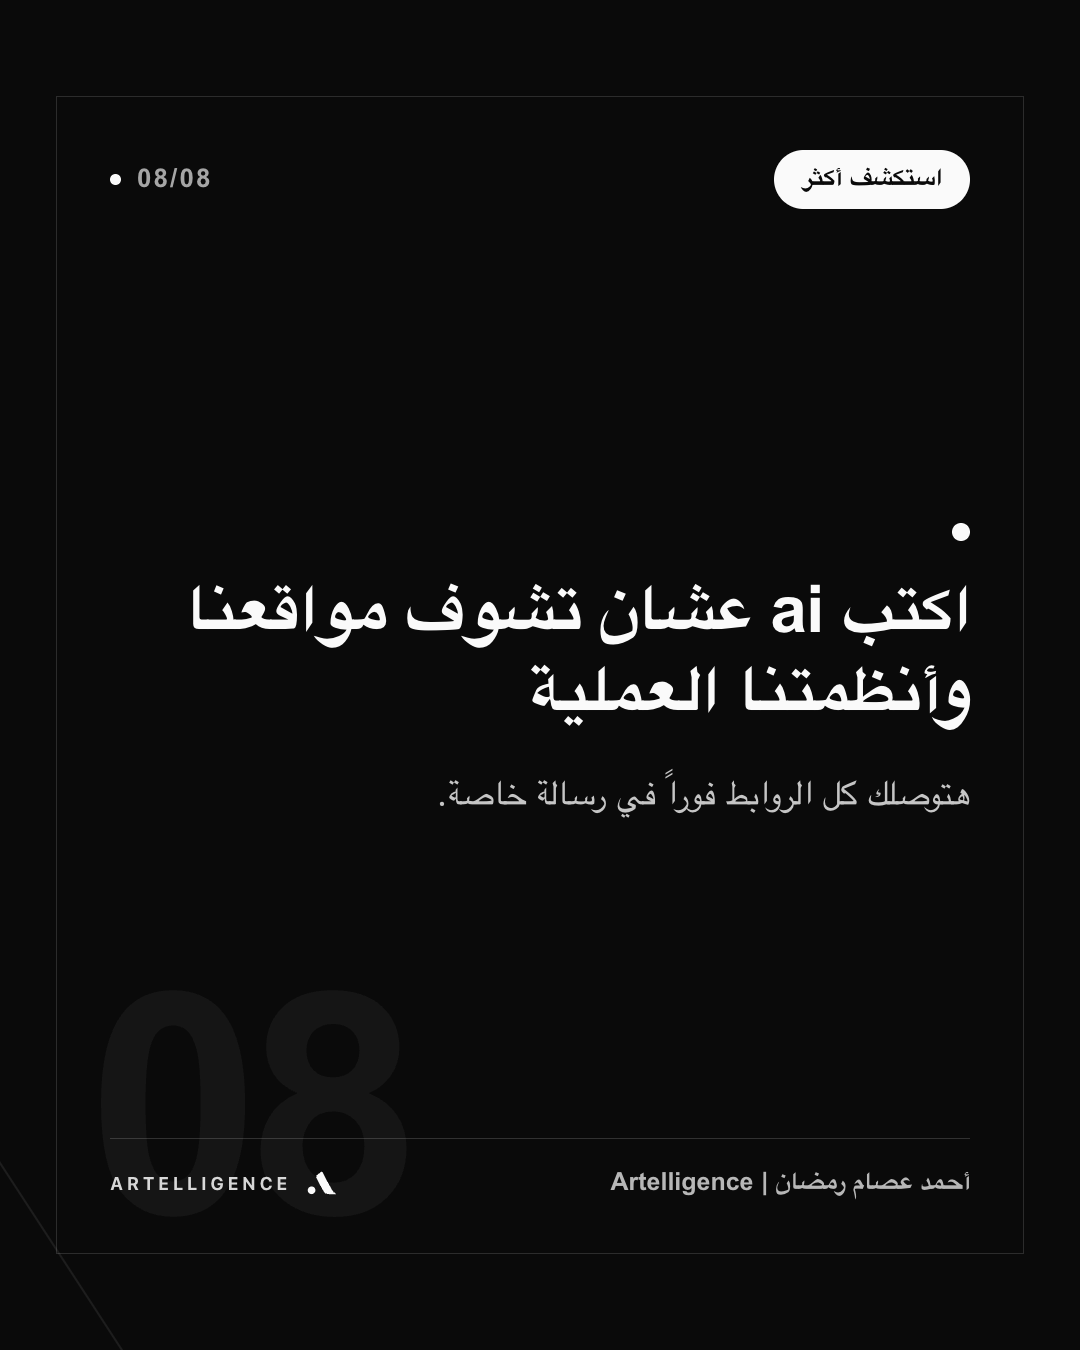 استكشف أكثر
08/08
اكتب ai عشان تشوف مواقعنا
وأنظمتنا العملية
هتوصلك كل الروابط فوراً في رسالة خاصة.
08
أحمد عصام رمضان | Artelligence
ARTELLIGENCE